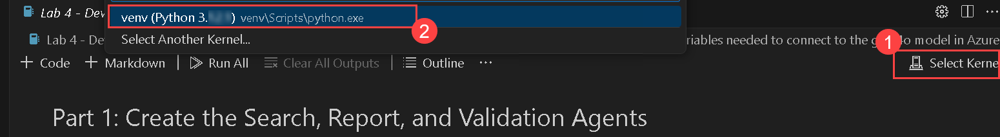 Lab 4 - Dev
venv (Python 3. ) venv\Scripts\python.exe
2
Select Another Kernel...
Lab 4 - De
riables needed to connect to the g 4o model in Azure
1
+ Code + Markdown Run All Clear All Outputs Outline ...
Select Kerne
Part 1: Create the Search, Report, and Validation Agents